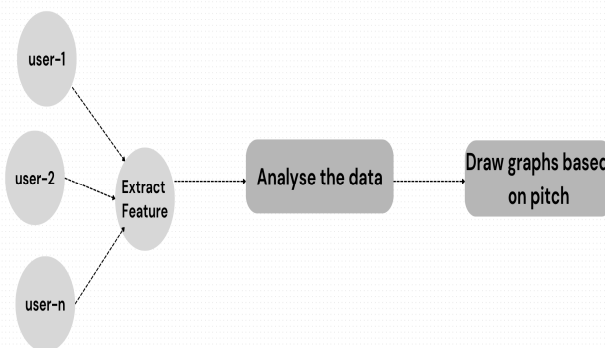 user-1
user-2
user-n
Extract
Feature
Analyse the data
Draw graphs based
on pitch